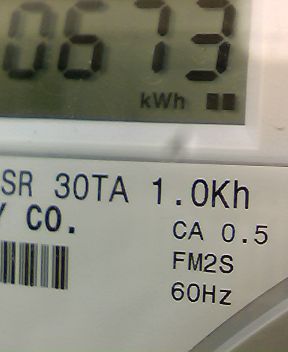 0673
kWh
SR 30TA 1.0Kh
Y CO.
CA 0.5
FM2S
60Hz